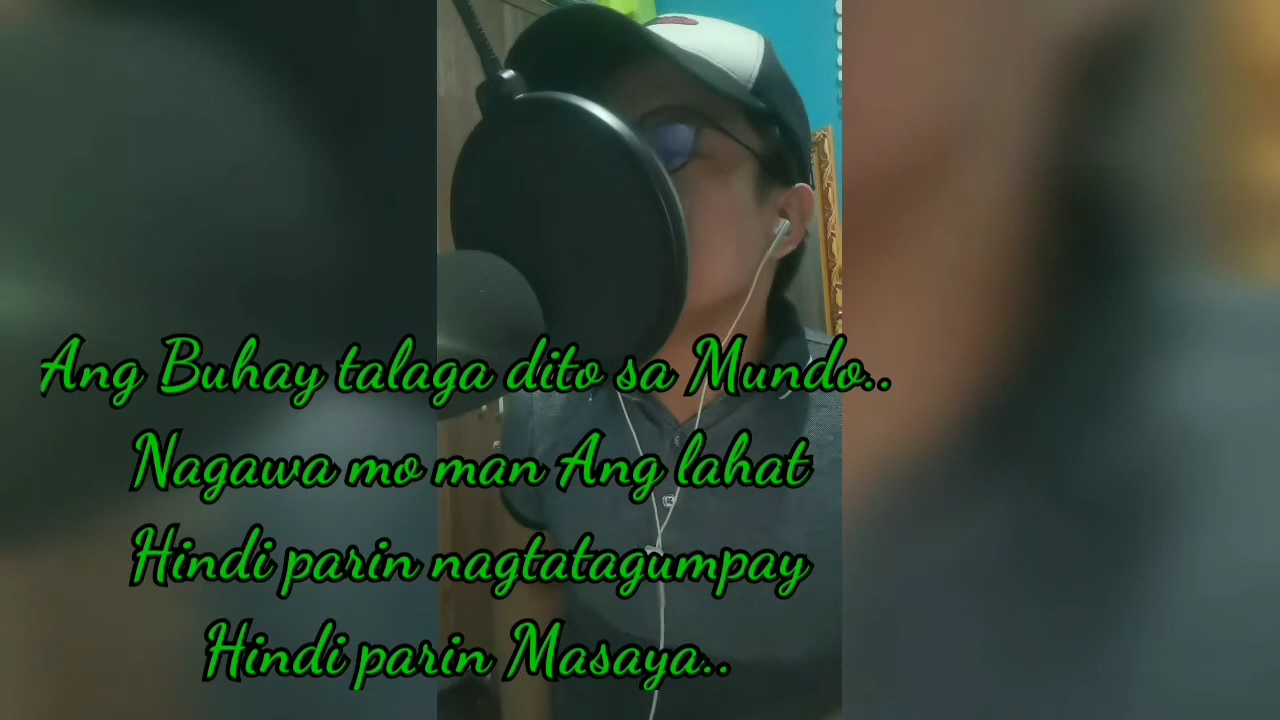 Ang Buhay talaga dito sa Mundo..
Nagawa mo man Ang lahat
Hindi parin nagtatagumpay
Hindi parin Masaya..